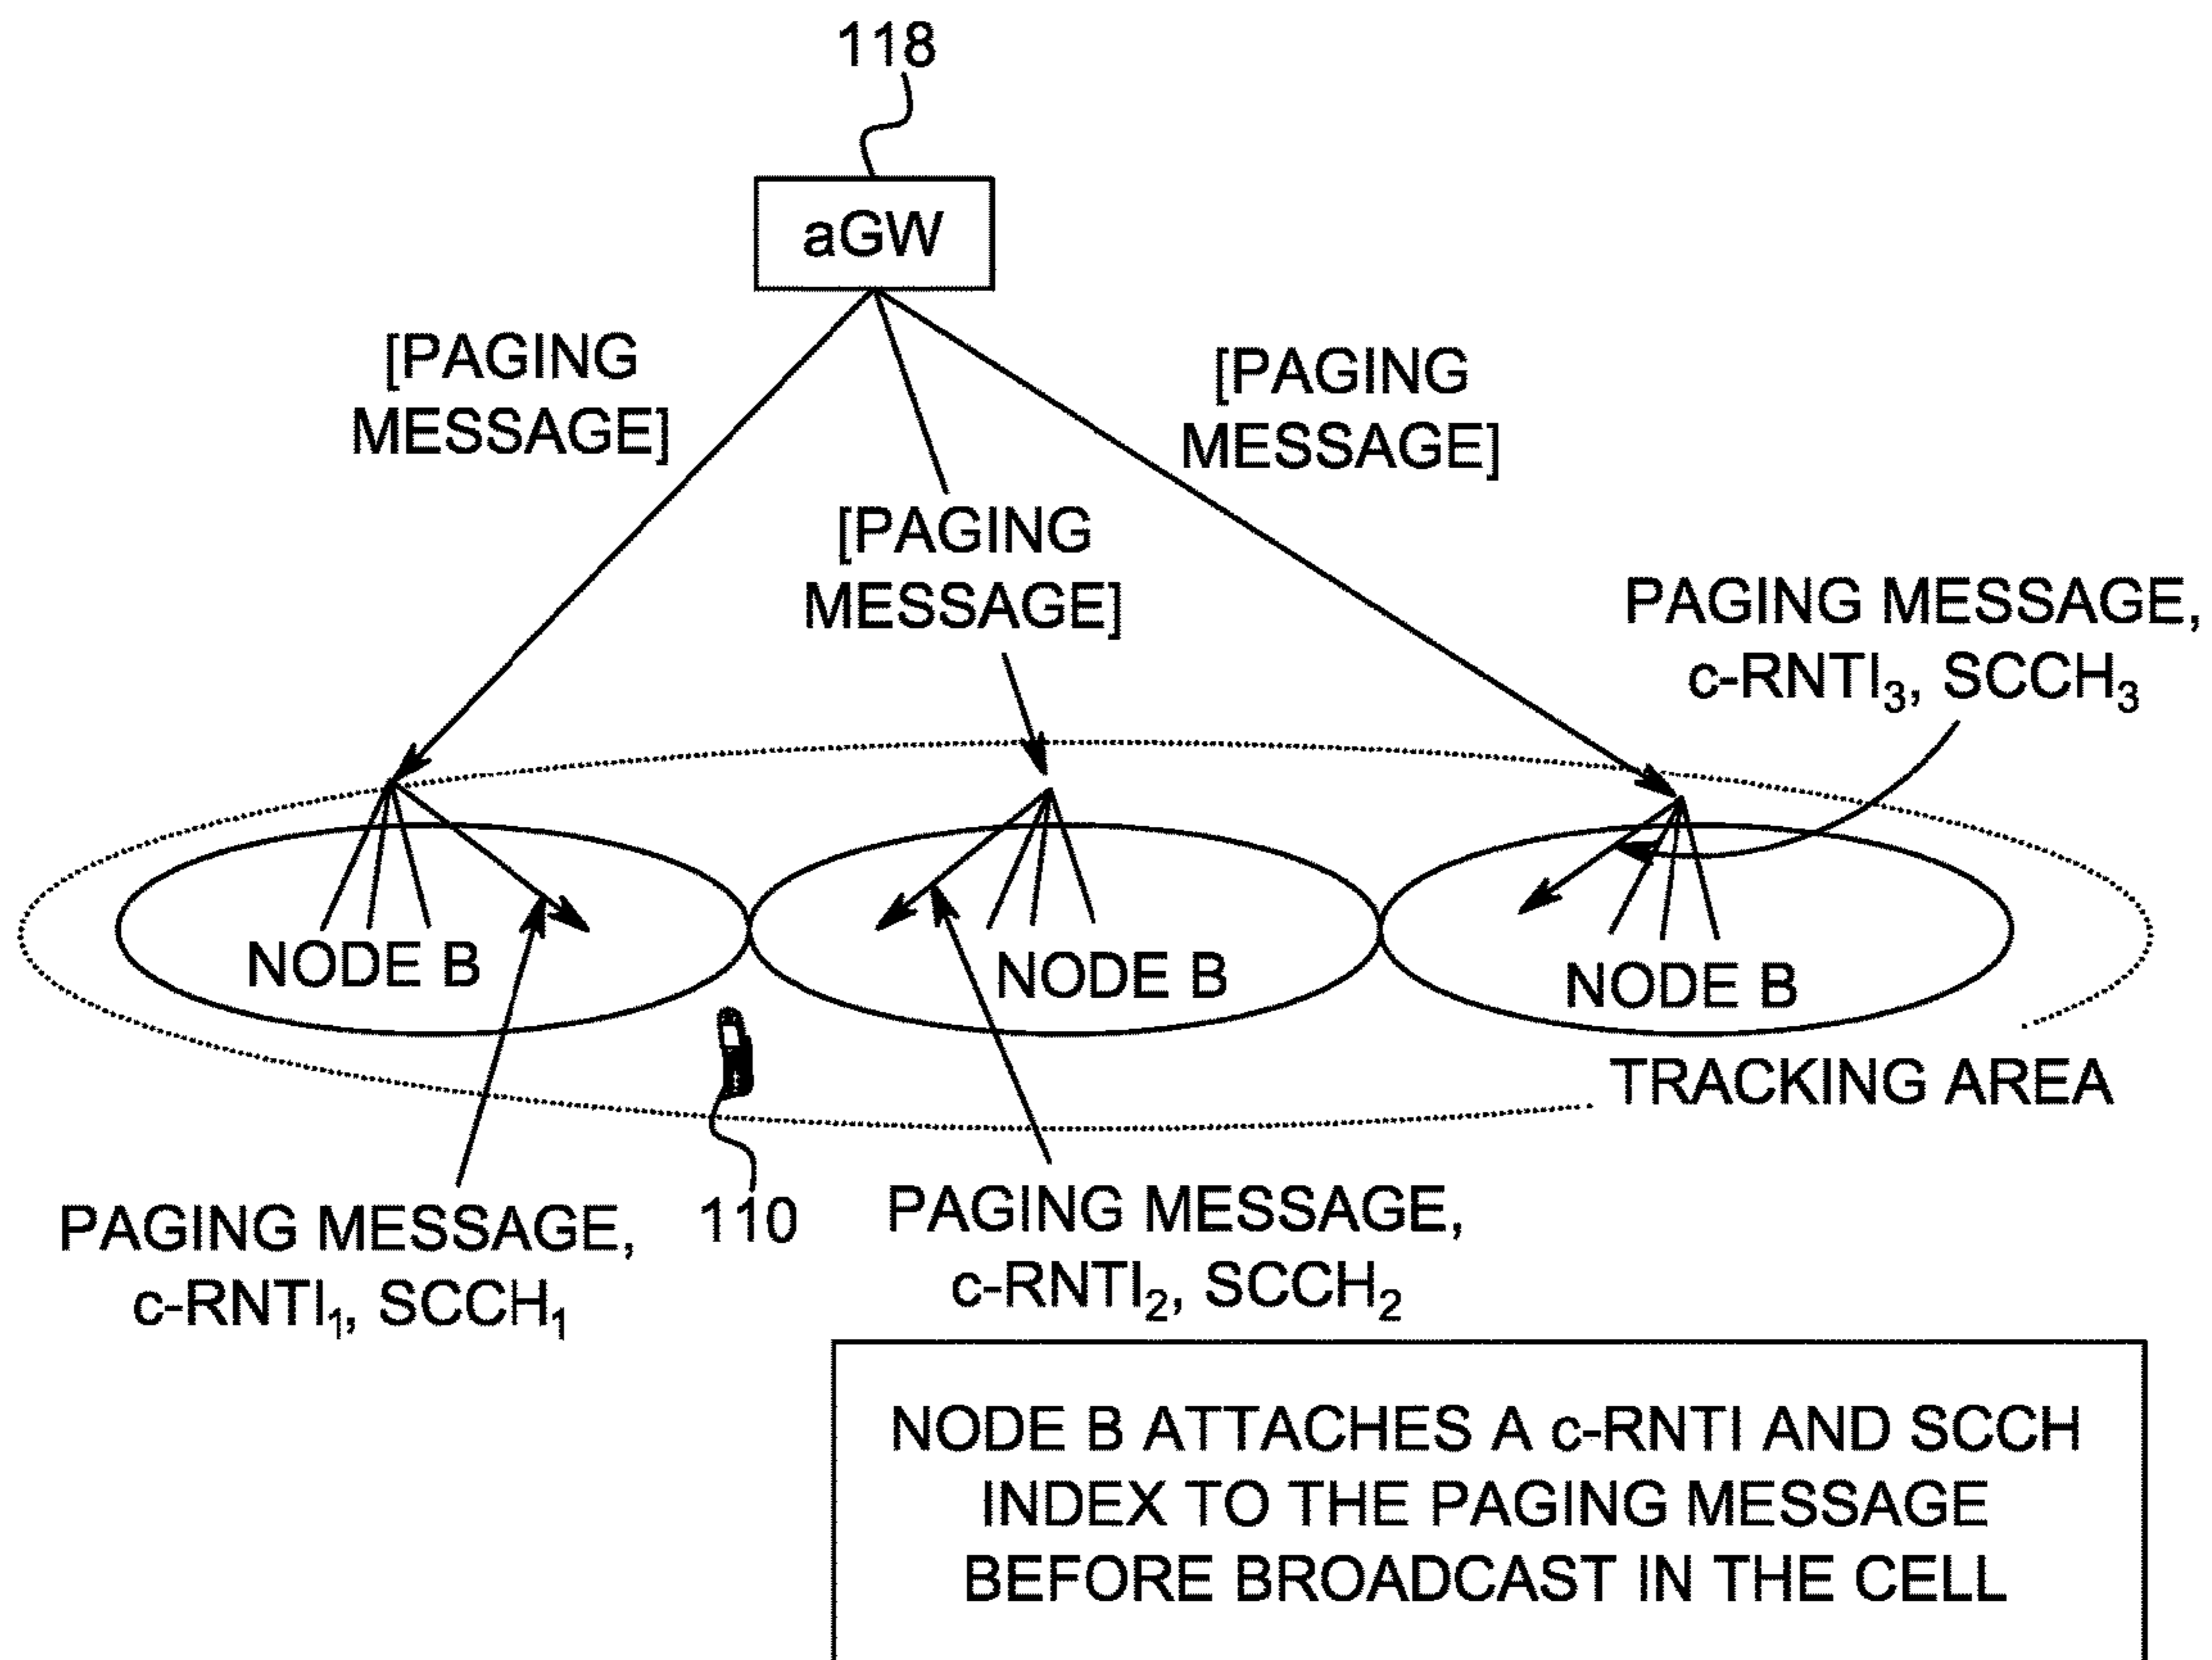 118
aGW
[PAGING
MESSAGE]
[PAGING
MESSAGE]
[PAGING
MESSAGE]
PAGING MESSAGE,
c-RNTI₃, SCCH₃
NODE B
NODE B
NODE B
TRACKING AREA
PAGING MESSAGE,
c-RNTI₁, SCCH₁
110
PAGING MESSAGE,
c-RNTI₂, SCCH₂
NODE B ATTACHES A c-RNTI AND SCCH
INDEX TO THE PAGING MESSAGE
BEFORE BROADCAST IN THE CELL